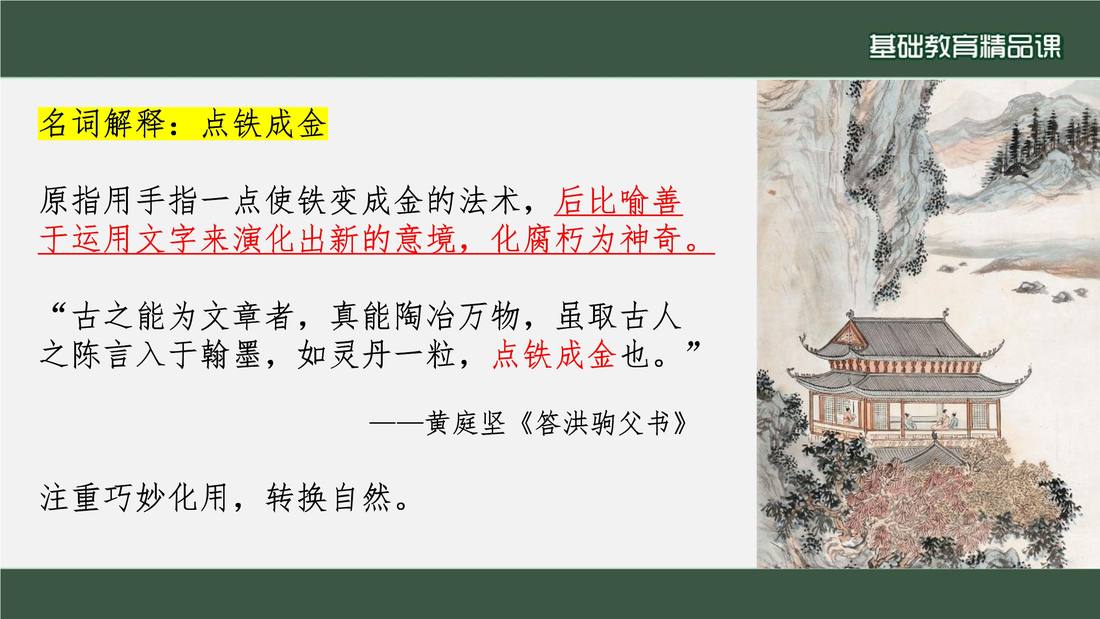 基础教育精品课
名词解释：点铁成金
原指用手指一点使铁变成金的法术，后比喻善
于运用文字来演化出新的意境，化腐朽为神奇。
“古之能为文章者，真能陶冶万物，虽取古人
之陈言入于翰墨，如灵丹一粒，点铁成金也。”
——黄庭坚《答洪驹父书》
注重巧妙化用，转换自然。